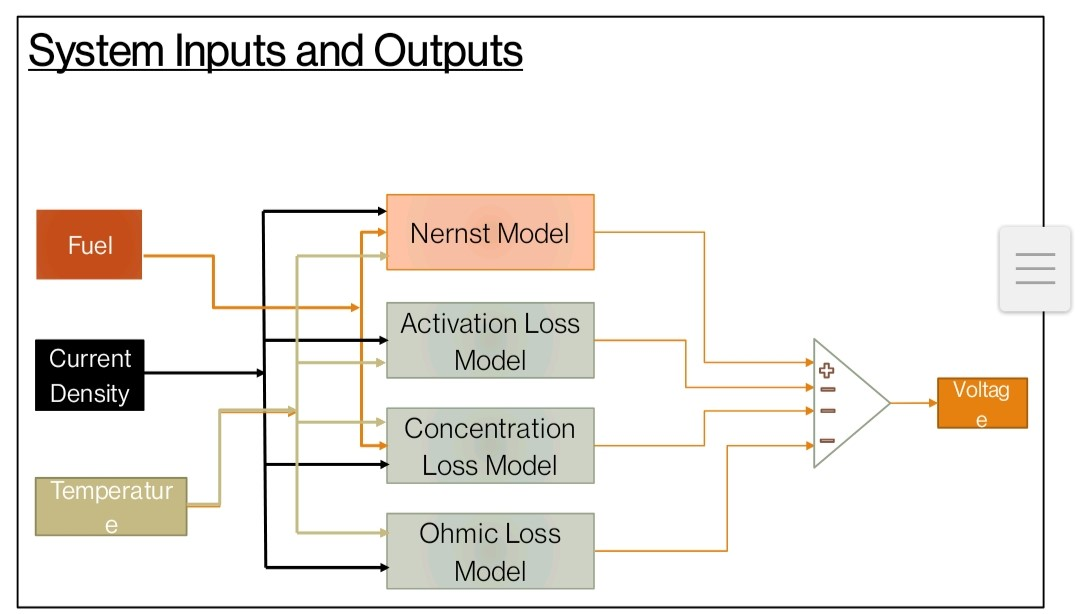 System Inputs and Outputs
Fuel
Nernst Model
Activation Loss
Model
Current
Density
Concentration
Loss Model
Temperatur
e
Ohmic Loss
Model
+
−
−
−
Voltag
e